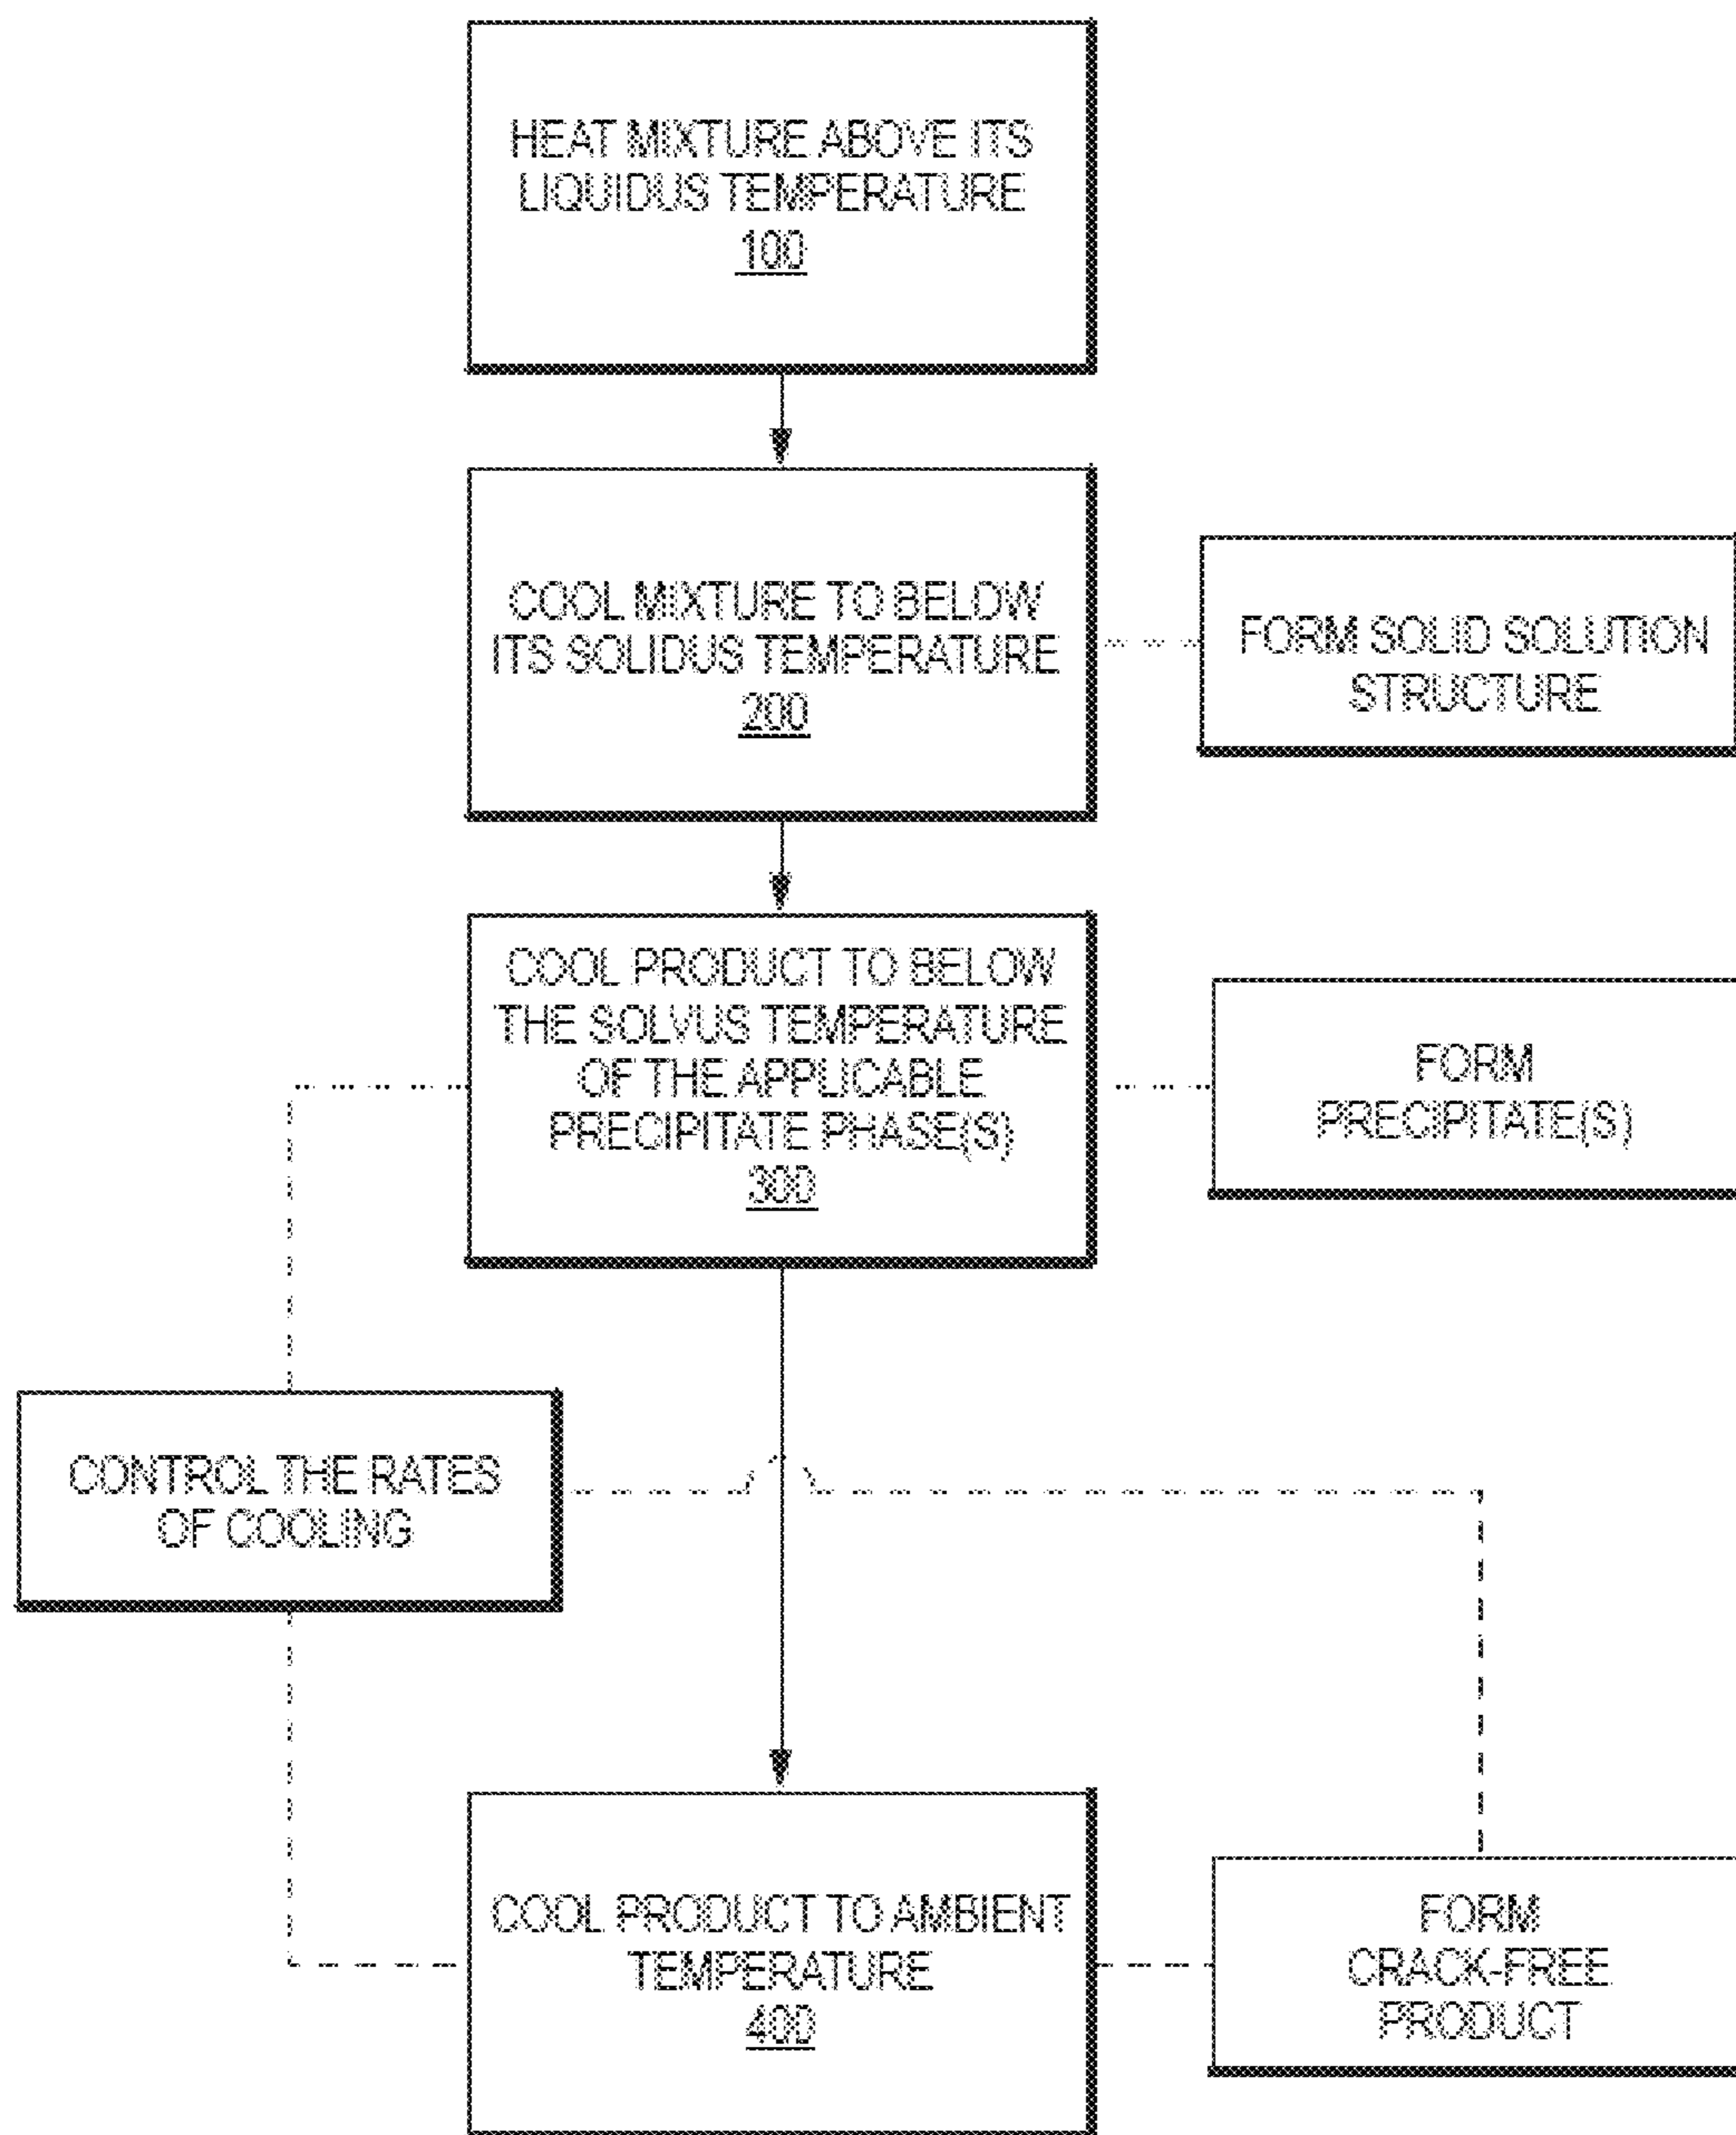 HEAT MIXTURE ABOVE ITS
LIQUIDUS TEMPERATURE
100
COOL MIXTURE TO BELOW
ITS SOLIDUS TEMPERATURE
200
FORM SOLID SOLUTION
STRUCTURE
COOL PRODUCT TO BELOW
THE SOLVUS TEMPERATURE
OF THE APPLICABLE
PRECIPITATE PHASE(S)
300
FORM
PRECIPITATE(S)
CONTROL THE RATES
OF COOLING
COOL PRODUCT TO AMBIENT
TEMPERATURE
400
FORM
CRACK-FREE
PRODUCT